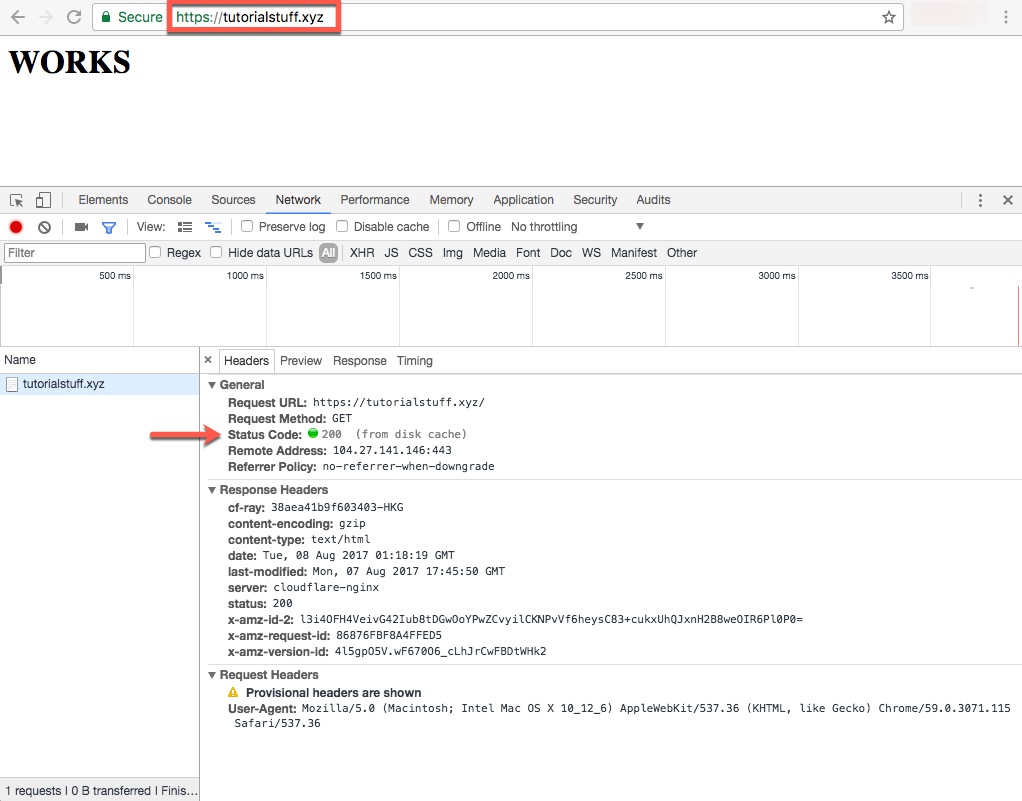 Secure https://tutorialstuff.xyz
WORKS
Elements Console Sources Network Performance Memory Application Security Audits
View: Preserve log Disable cache Offline No throttling
Filter Regex Hide data URLs All XHR JS CSS Img Media Font Doc WS Manifest Other
500 ms 1000 ms 1500 ms 2000 ms 2500 ms 3000 ms 3500 ms
Name × Headers Preview Response Timing
tutorialstuff.xyz
General
Request URL: https://tutorialstuff.xyz/
Request Method: GET
Status Code: 200 (from disk cache)
Remote Address: 104.27.141.146:443
Referrer Policy: no-referrer-when-downgrade
Response Headers
cf-ray: 38aea41b9f603403-HKG
content-encoding: gzip
content-type: text/html
date: Tue, 08 Aug 2017 01:18:19 GMT
last-modified: Mon, 07 Aug 2017 17:45:50 GMT
server: cloudflare-nginx
status: 200
x-amz-id-2: l3i4OFH4VeivG42Iub8tDGwOoYPwZCvyilCKNPvVf6heysC83+cukxUhQJxnH2B8weOIR6Pl0P0=
x-amz-request-id: 86876FBF8A4FFED5
x-amz-version-id: 4l5gpO5V.wF670O6_cLhJrCwFBDtWHk2
Request Headers
Provisional headers are shown
User-Agent: Mozilla/5.0 (Macintosh; Intel Mac OS X 10_12_6) AppleWebKit/537.36 (KHTML, like Gecko) Chrome/59.0.3071.115
Safari/537.36
1 requests | 0 B transferred | Finis...